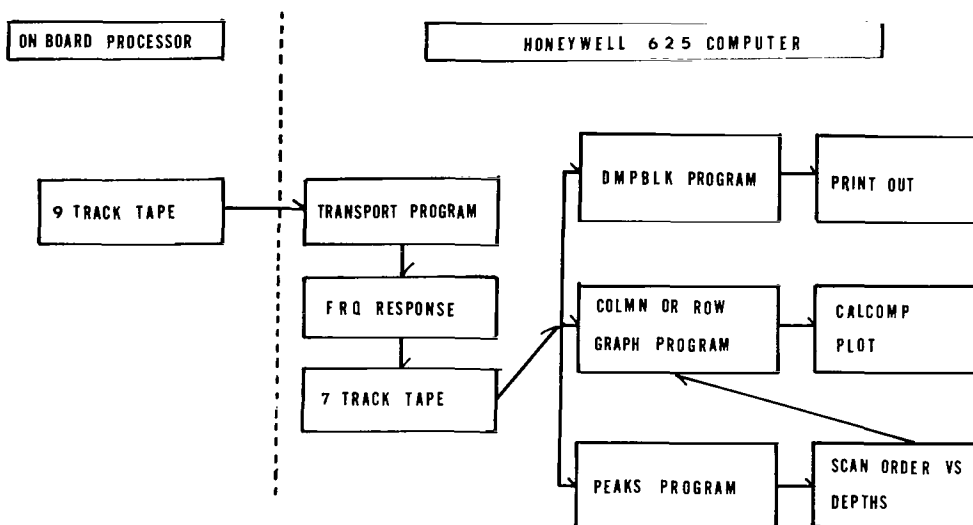 ON BOARD PROCESSOR
HONEYWELL 625 COMPUTER
9 TRACK TAPE
TRANSPORT PROGRAM
FRQ RESPONSE
7 TRACK TAPE
DMPBLK PROGRAM
PRINT OUT
COLMN OR ROW
GRAPH PROGRAM
CALCOMP
PLOT
PEAKS PROGRAM
SCAN ORDER VS
DEPTHS